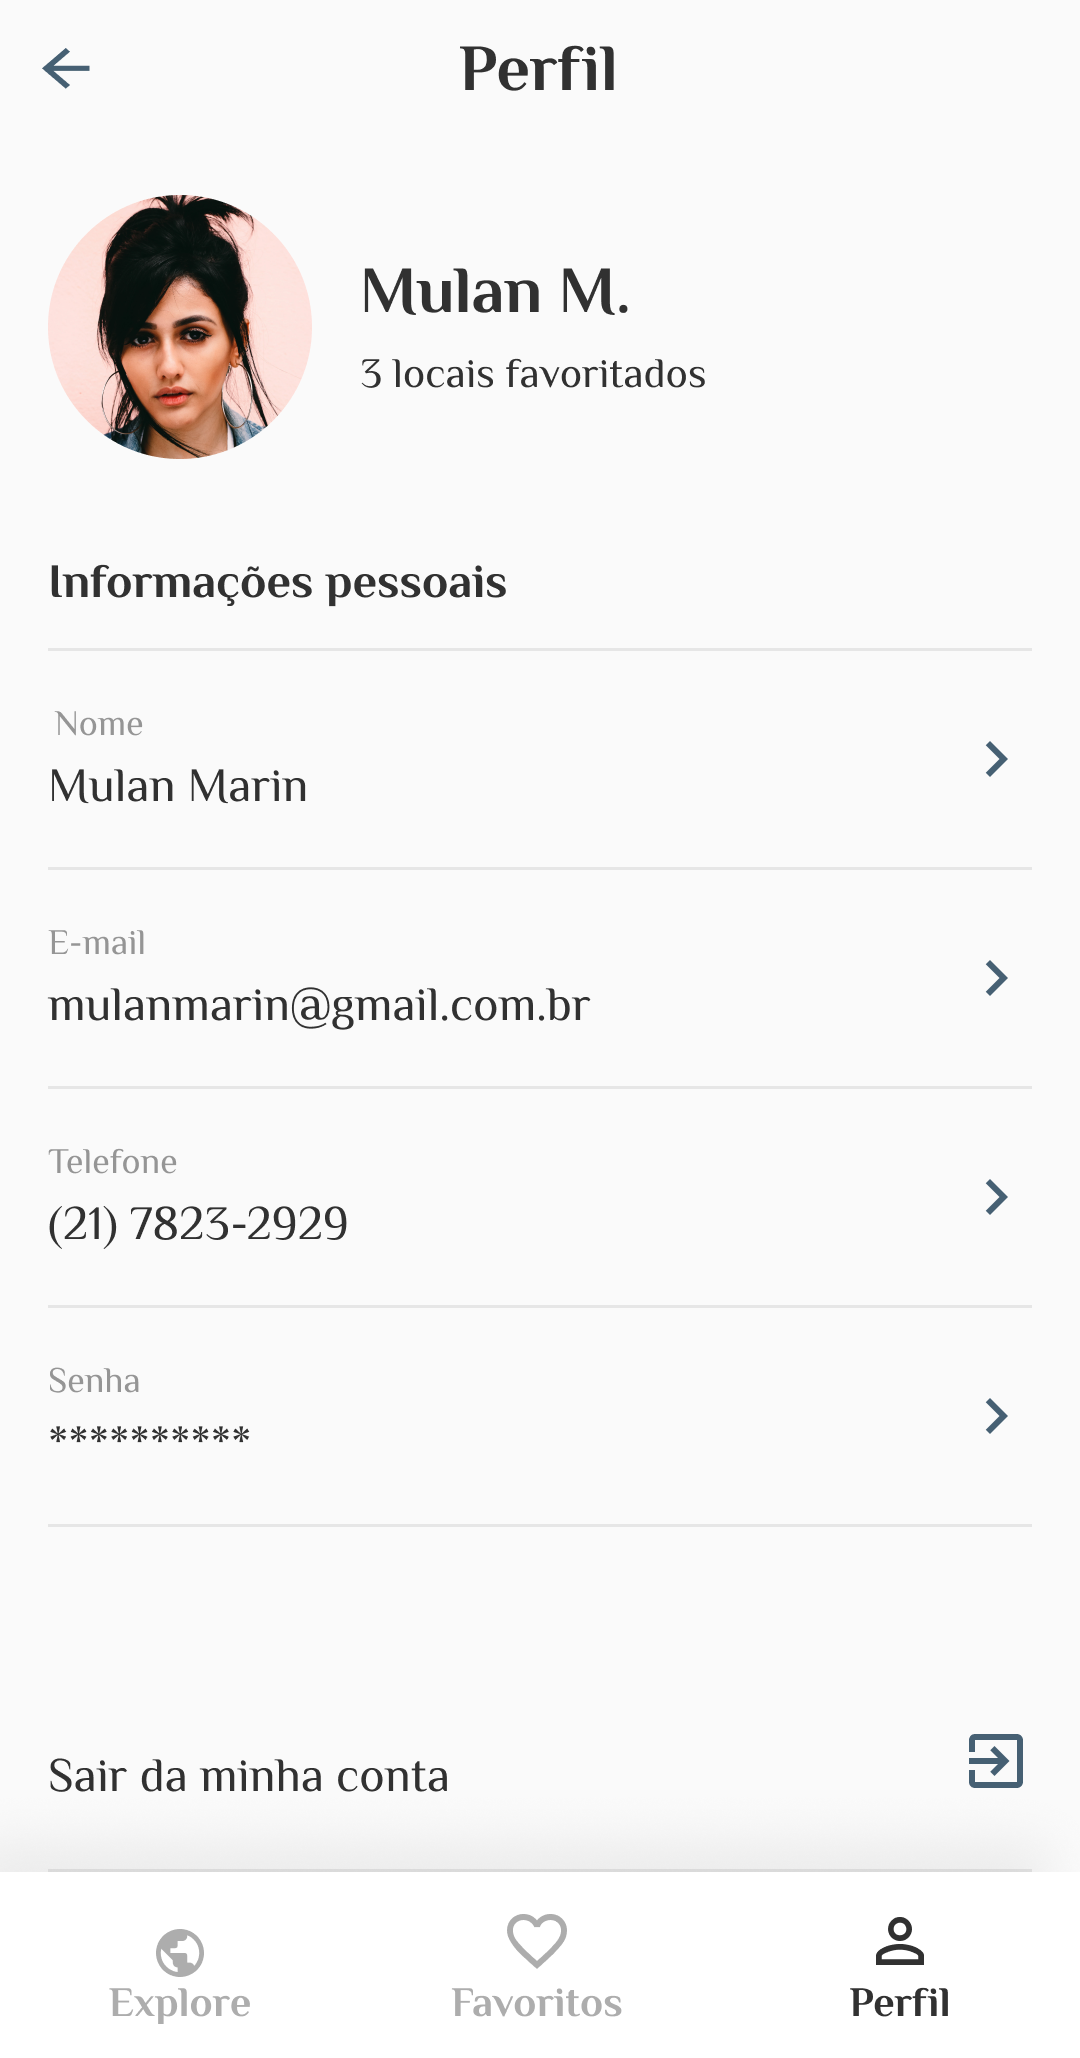 Perfil
Mulan M.
3 locais favoritados
Informações pessoais
Nome
Mulan Marin
E-mail
mulanmarin@gmail.com.br
Telefone
(21) 7823-2929
Senha
**********
Sair da minha conta
Explore
Favoritos
Perfil